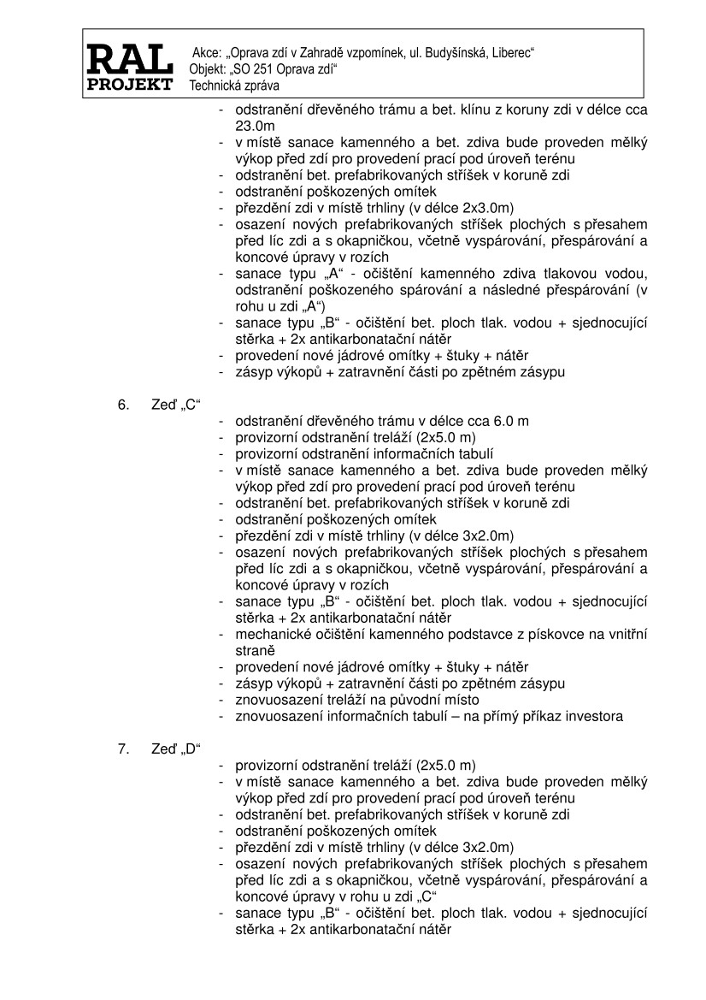 RAL
PROJEKT
Akce: „Oprava zdí v Zahradě vzpomínek, ul. Budyšínská, Liberec“
Objekt: „SO 251 Oprava zdí“
Technická zpráva
- odstranění dřevěného trámu a bet. klínu z koruny zdi v délce cca
23.0m
- v místě sanace kamenného a bet. zdiva bude proveden mělký
výkop před zdí pro provedení prací pod úroveň terénu
- odstranění bet. prefabrikovaných stříšek v koruně zdi
- odstranění poškozených omítek
- přezdění zdi v místě trhliny (v délce 2x3.0m)
- osazení nových prefabrikovaných stříšek plochých s přesahem
před líc zdi a s okapničkou, včetně vyspárování, přespárování a
koncové úpravy v rozích
- sanace typu „A“ - očištění kamenného zdiva tlakovou vodou,
odstranění poškozeného spárování a následné přespárování (v
rohu u zdi „A“)
- sanace typu „B“ - očištění bet. ploch tlak. vodou + sjednocující
stěrka + 2x antikarbonatační nátěr
- provedení nové jádrové omítky + štuky + nátěr
- zásyp výkopů + zatravnění části po zpětném zásypu
6. Zeď „C“
- odstranění dřevěného trámu v délce cca 6.0 m
- provizorní odstranění treláží (2x5.0 m)
- provizorní odstranění informačních tabulí
- v místě sanace kamenného a bet. zdiva bude proveden mělký
výkop před zdí pro provedení prací pod úroveň terénu
- odstranění bet. prefabrikovaných stříšek v koruně zdi
- odstranění poškozených omítek
- přezdění zdi v místě trhliny (v délce 3x2.0m)
- osazení nových prefabrikovaných stříšek plochých s přesahem
před líc zdi a s okapničkou, včetně vyspárování, přespárování a
koncové úpravy v rozích
- sanace typu „B“ - očištění bet. ploch tlak. vodou + sjednocující
stěrka + 2x antikarbonatační nátěr
- mechanické očištění kamenného podstavce z pískovce na vnitřní
straně
- provedení nové jádrové omítky + štuky + nátěr
- zásyp výkopů + zatravnění části po zpětném zásypu
- znovuosazení treláží na původní místo
- znovuosazení informačních tabulí – na přímý příkaz investora
7. Zeď „D“
- provizorní odstranění treláží (2x5.0 m)
- v místě sanace kamenného a bet. zdiva bude proveden mělký
výkop před zdí pro provedení prací pod úroveň terénu
- odstranění bet. prefabrikovaných stříšek v koruně zdi
- odstranění poškozených omítek
- přezdění zdi v místě trhliny (v délce 3x2.0m)
- osazení nových prefabrikovaných stříšek plochých s přesahem
před líc zdi a s okapničkou, včetně vyspárování, přespárování a
koncové úpravy v rohu u zdi „C“
- sanace typu „B“ - očištění bet. ploch tlak. vodou + sjednocující
stěrka + 2x antikarbonatační nátěr